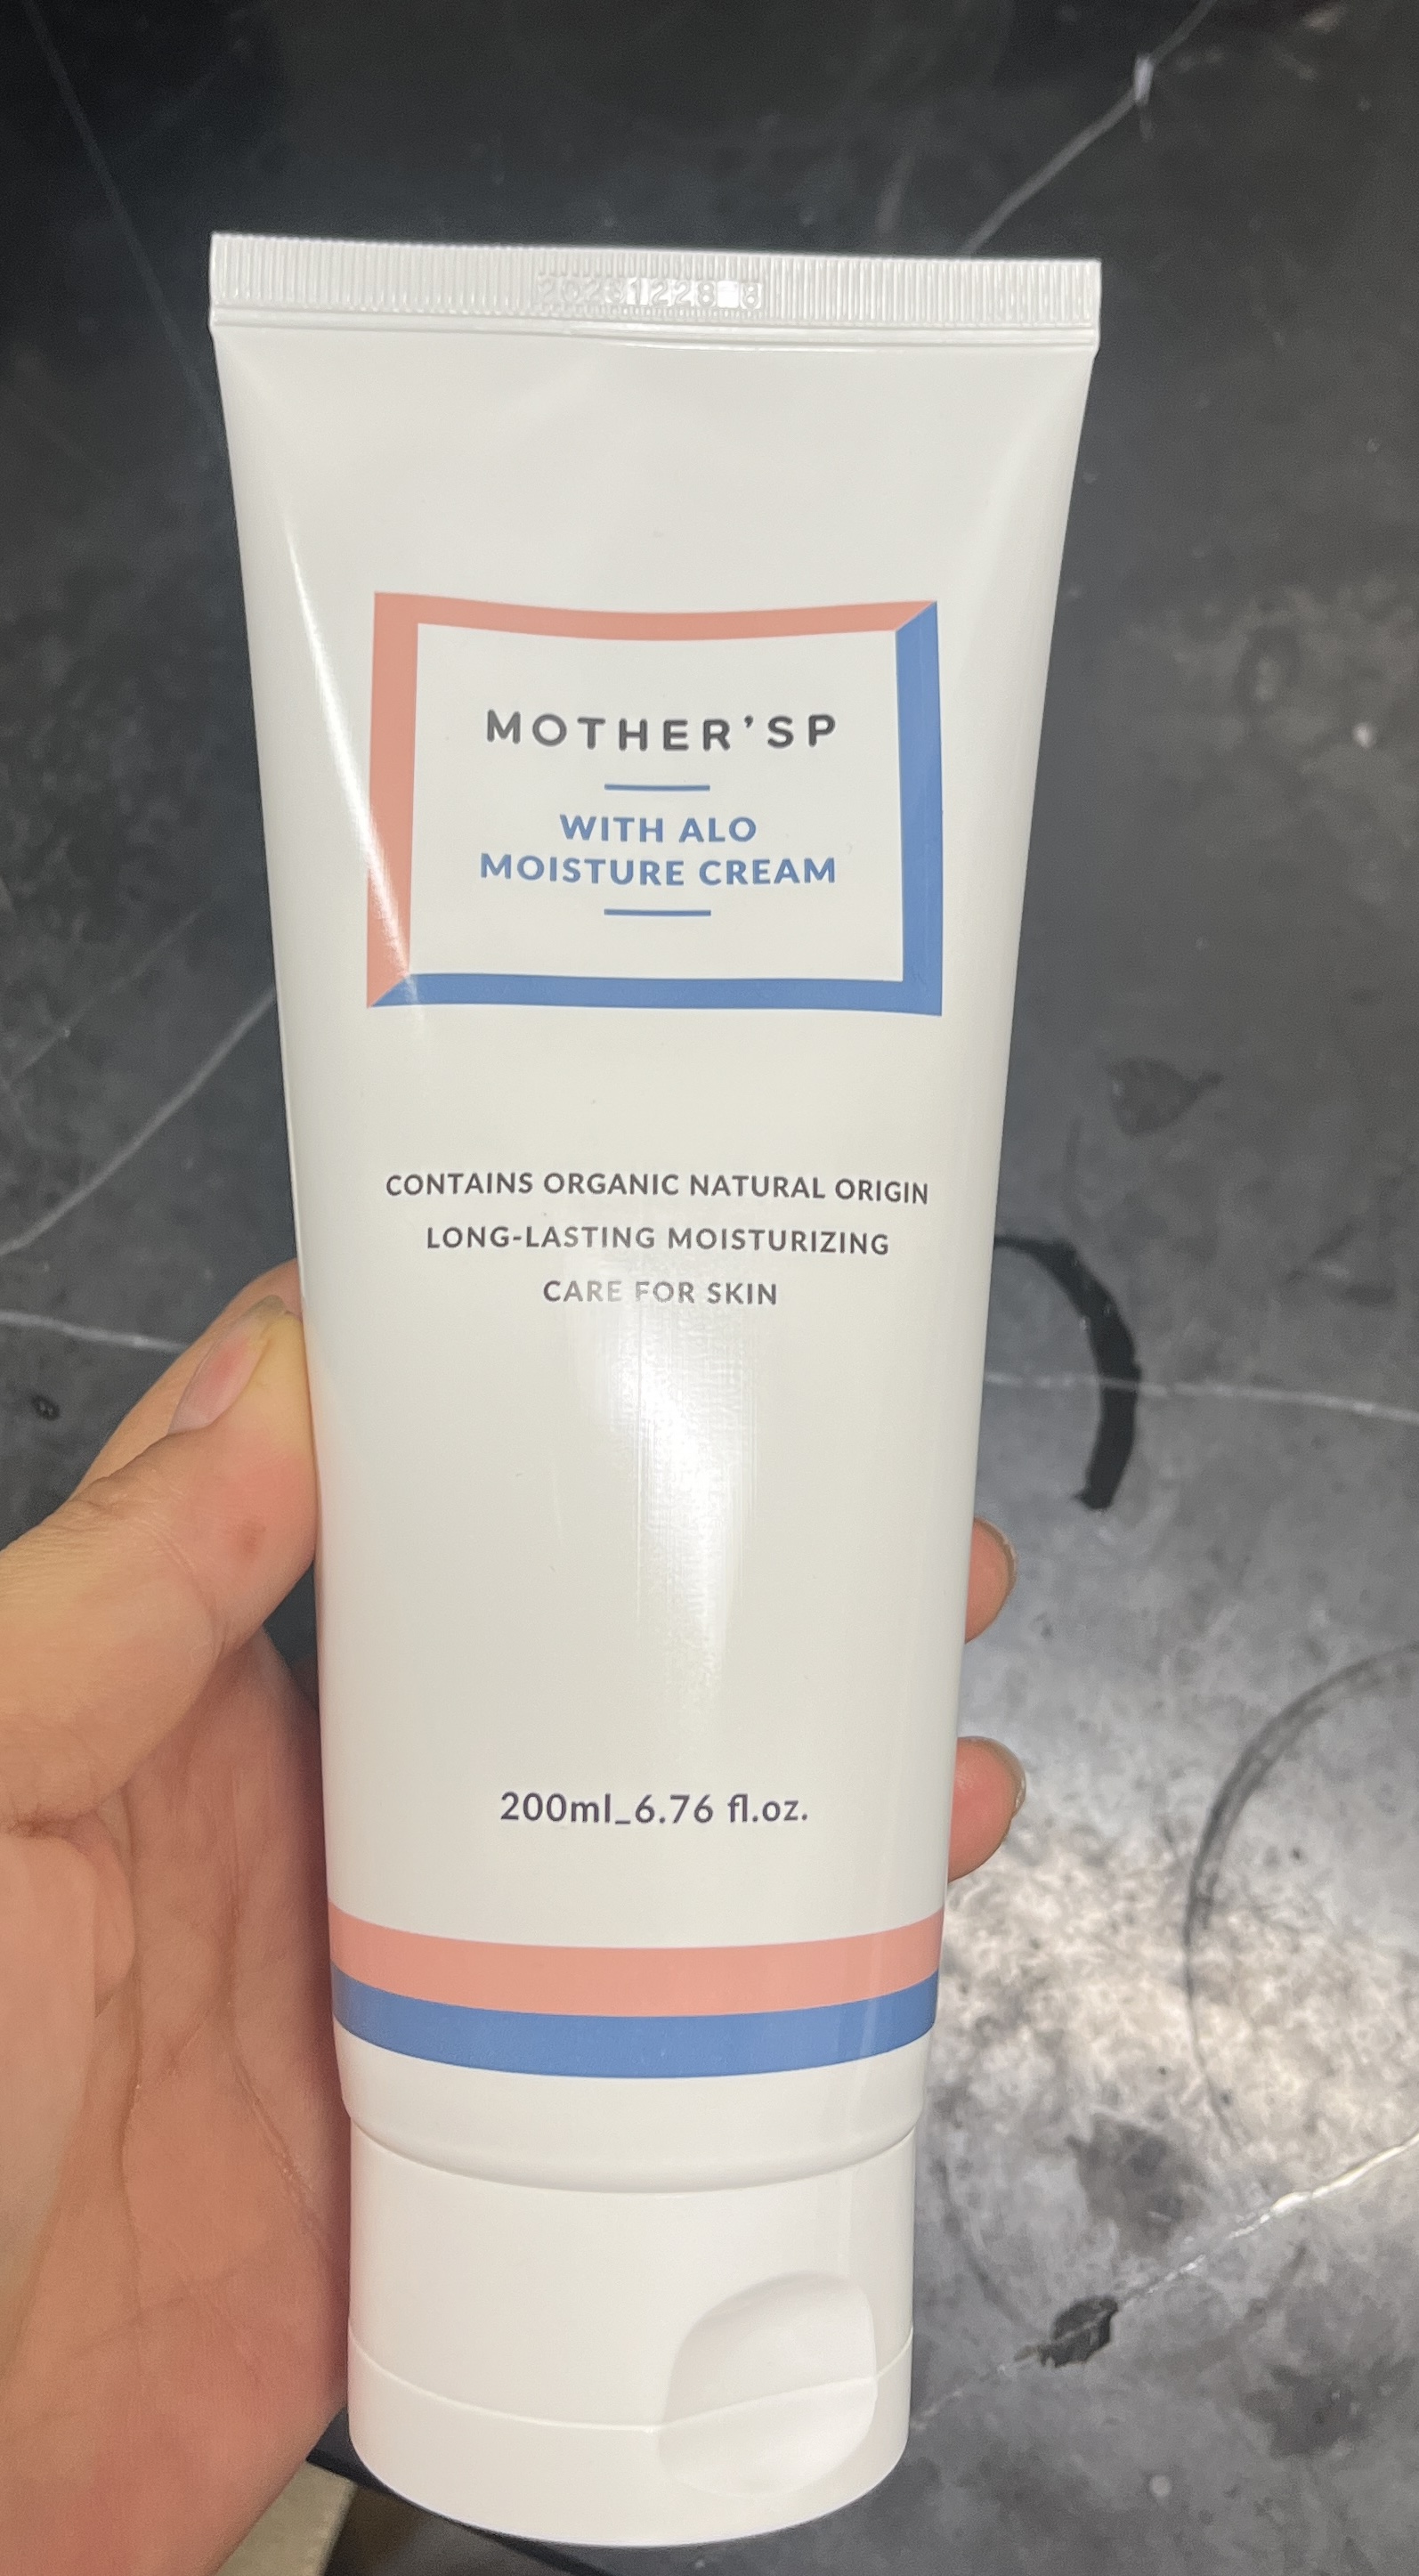 MOTHER'SP
WITH ALO
MOISTURE CREAM
CONTAINS ORGANIC NATURAL ORIGIN
LONG-LASTING MOISTURIZING
CARE FOR SKIN
200ml_6.76 fl.oz.